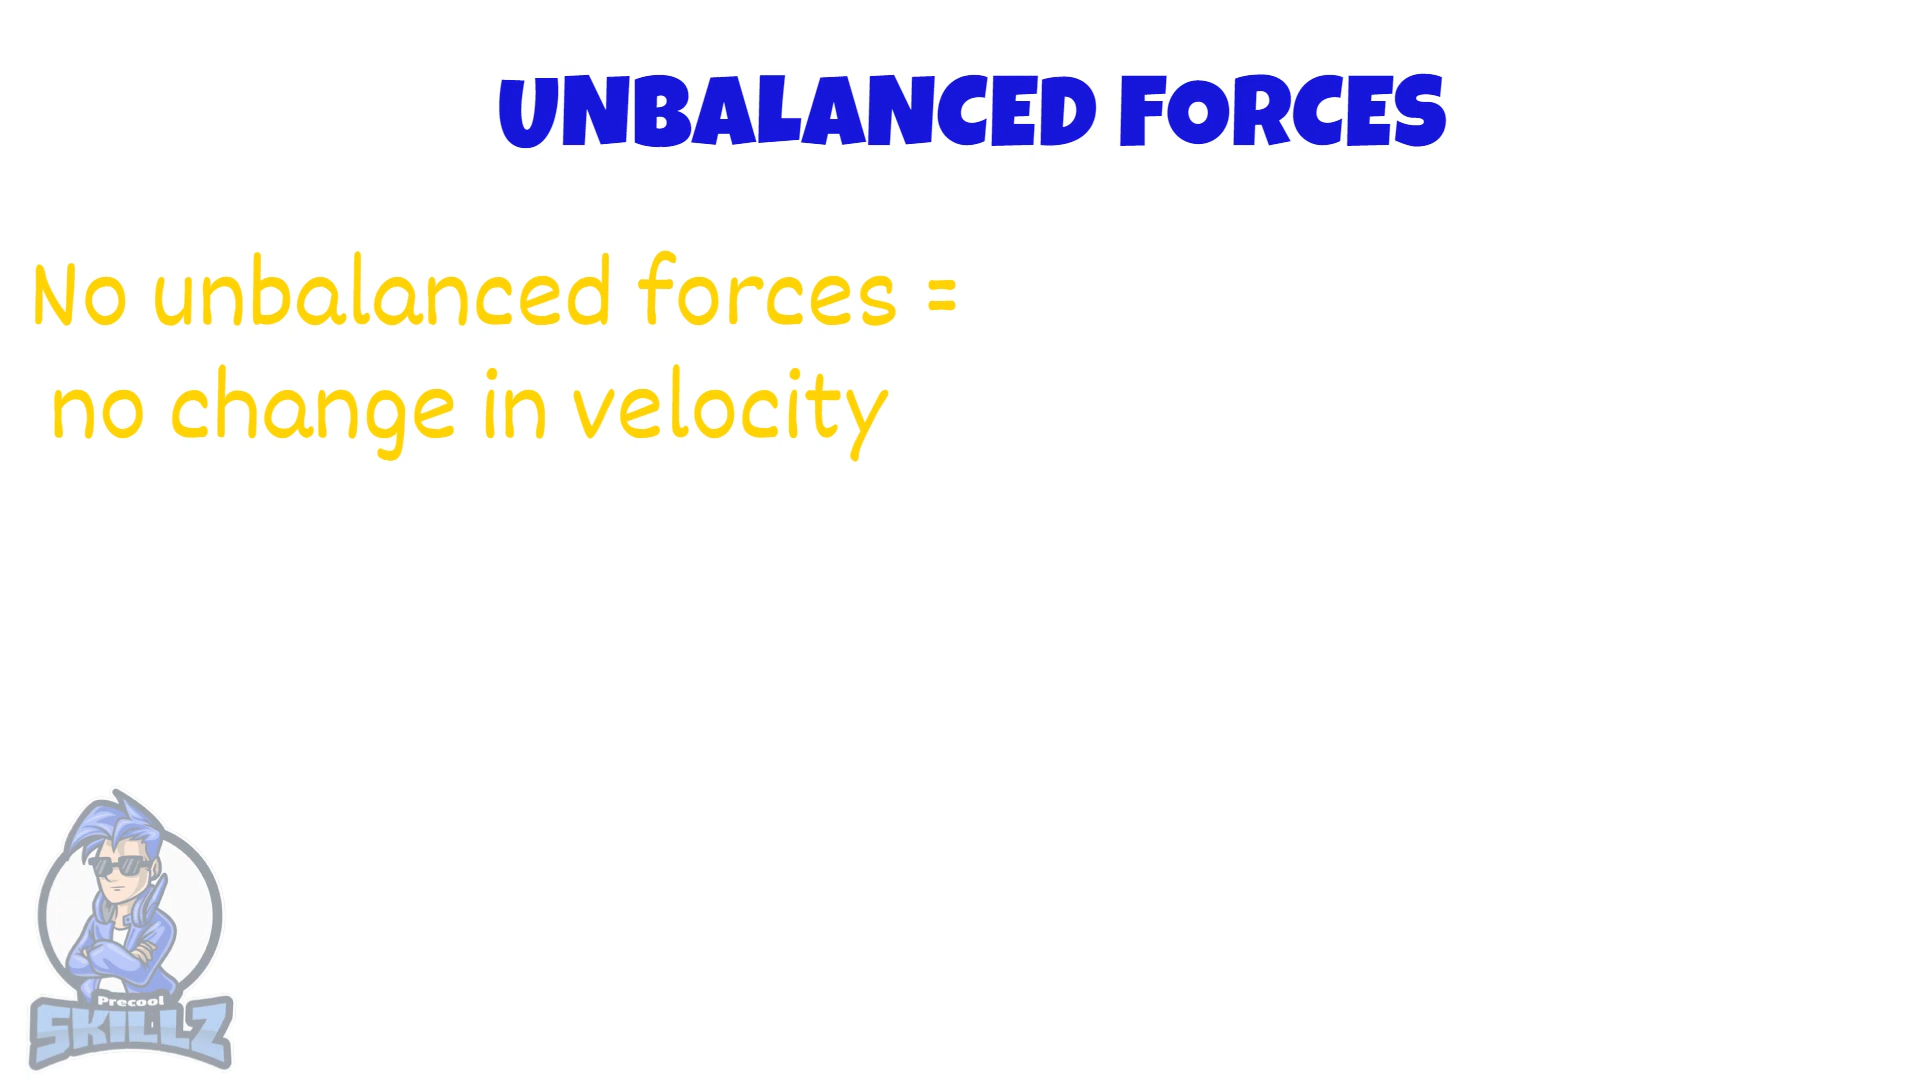 UNBALANCED FORCES
No unbalanced forces =
no change in velocity
Precool
SKILLZ